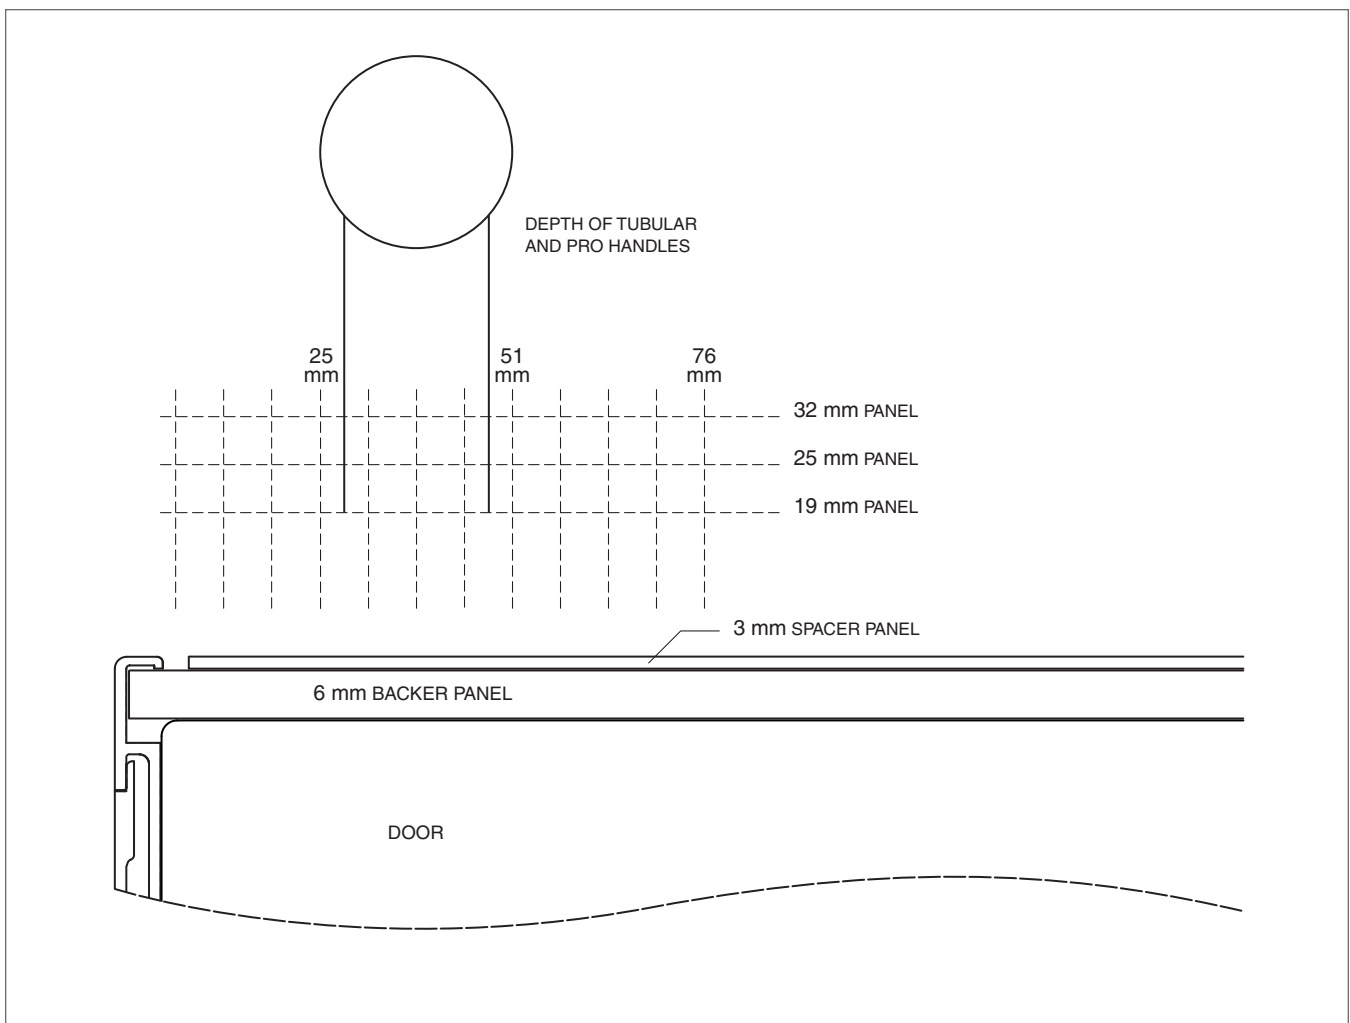 DEPTH OF TUBULAR
AND PRO HANDLES
25
mm
51
mm
76
mm
32 mm PANEL
25 mm PANEL
19 mm PANEL
3 mm SPACER PANEL
6 mm BACKER PANEL
DOOR